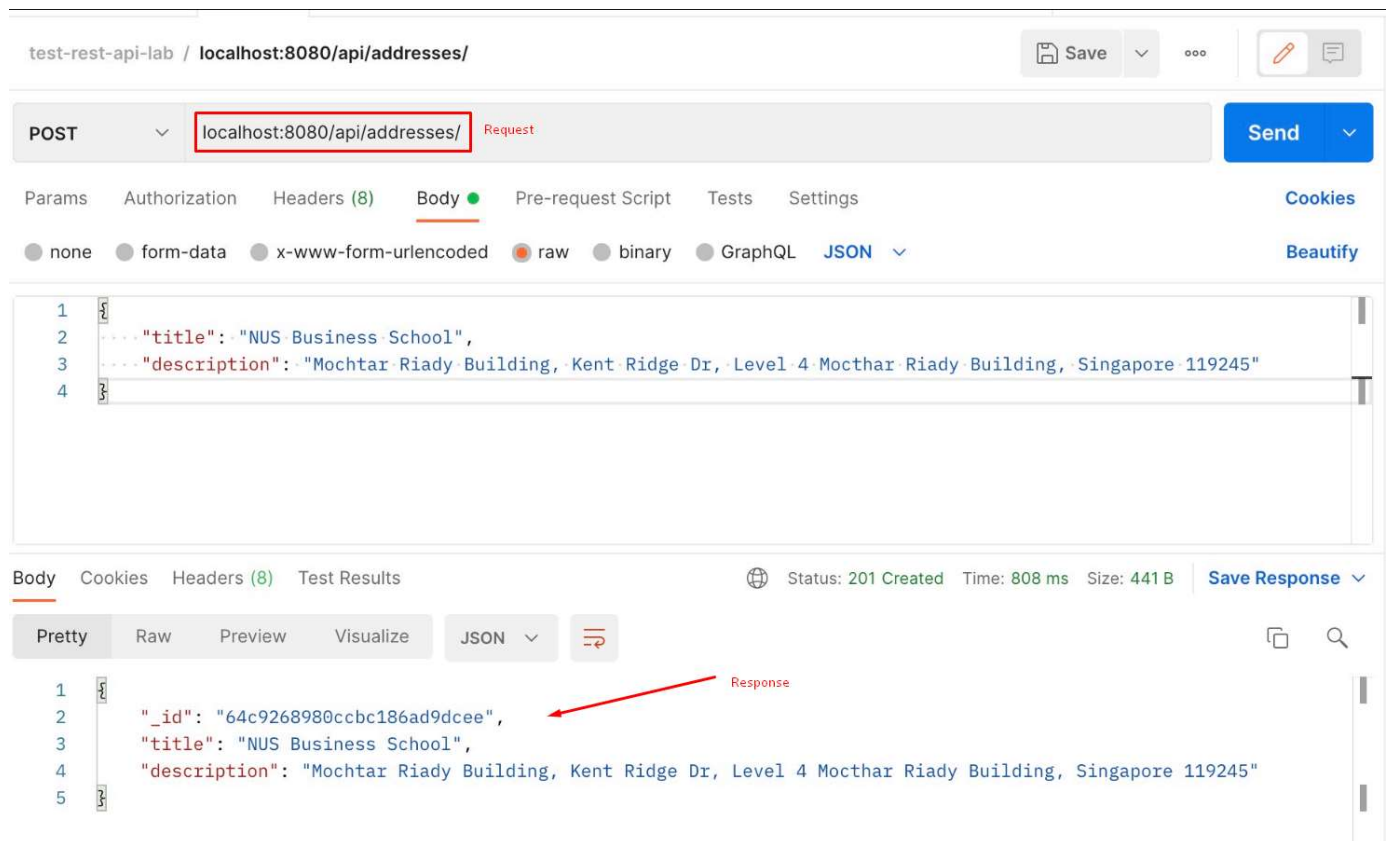 test-rest-api-lab / localhost:8080/api/addresses/ Save
POST localhost:8080/api/addresses/ Request Send
Params Authorization Headers (8) Body Pre-request Script Tests Settings Cookies
none form-data x-www-form-urlencoded raw binary GraphQL JSON Beautify
1 {
2 "title": "NUS Business School",
3 "description": "Mochtar Riady Building, Kent Ridge Dr, Level 4 Mocthar Riady Building, Singapore 119245"
4 }
Body Cookies Headers (8) Test Results Status: 201 Created Time: 808 ms Size: 441 B Save Response
Pretty Raw Preview Visualize JSON
Response
1 {
2 "_id": "64c9268980ccbc186ad9dcee",
3 "title": "NUS Business School",
4 "description": "Mochtar Riady Building, Kent Ridge Dr, Level 4 Mocthar Riady Building, Singapore 119245"
5 }